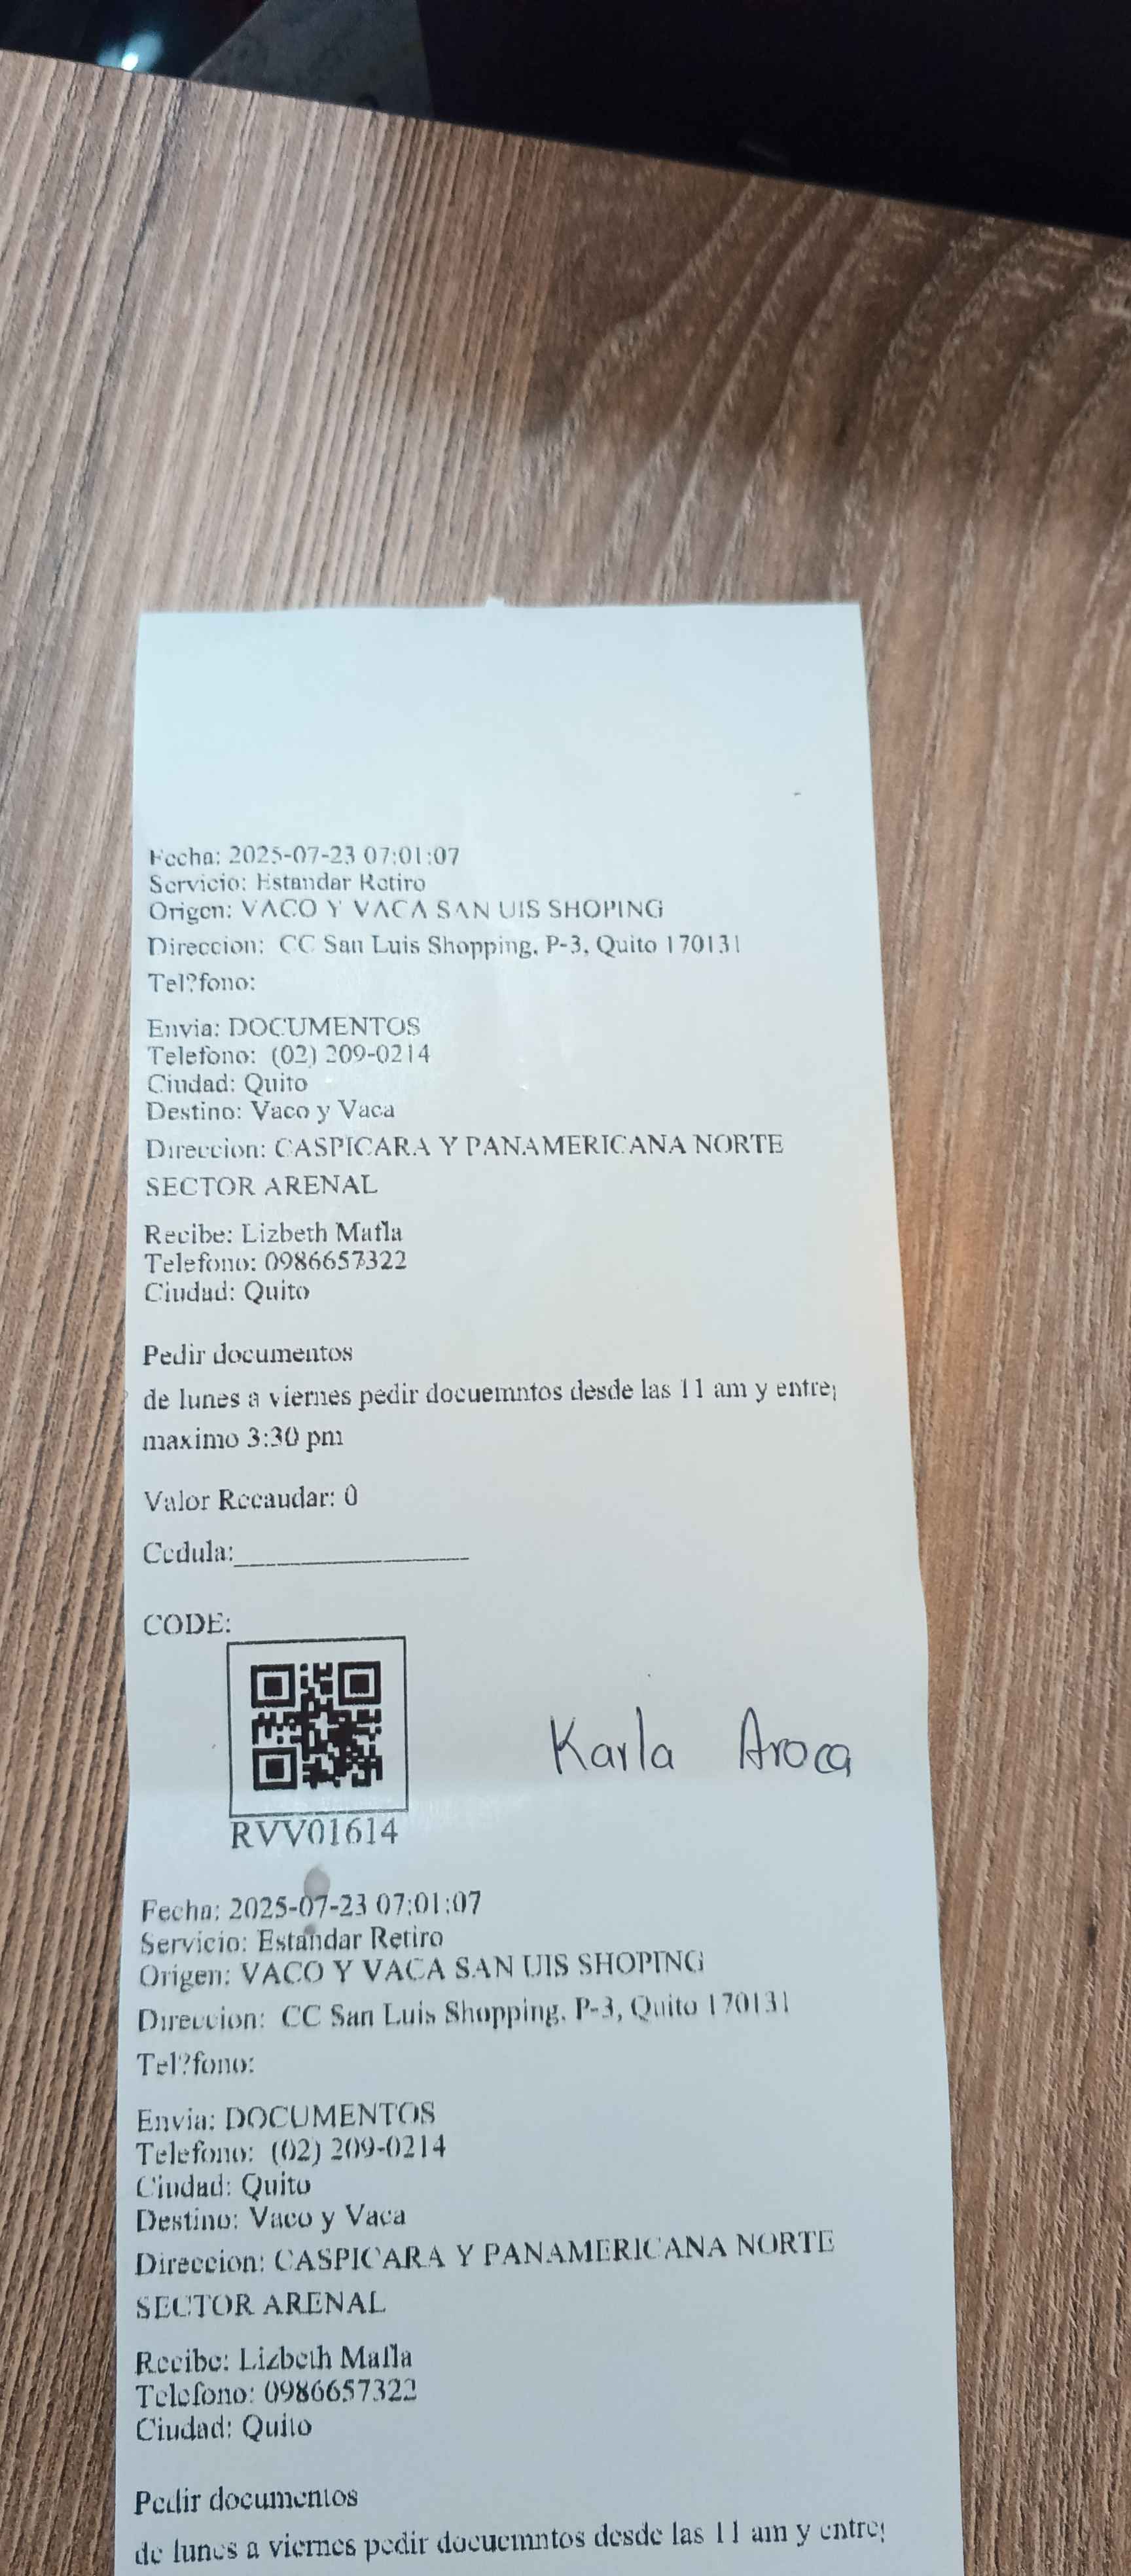 Fecha: 2025-07-23 07:01:07
Servicio: Estandar Retiro
Origen: VACO Y VACA SAN UIS SHOPING
Direccion: CC San Luis Shopping, P-3, Quito 170131
Tel?fono:
Envia: DOCUMENTOS
Telefono: (02) 209-0214
Ciudad: Quito
Destino: Vaco y Vaca
Direccion: CASPICARA Y PANAMERICANA NORTE
SECTOR ARENAL
Recibe: Lizbeth Mafla
Telefono: 0986657322
Ciudad: Quito
Pedir documentos
de lunes a viernes pedir docuemntos desde las 11 am y entre
maximo 3:30 pm
Valor Recaudar: 0
Cedula:________________
CODE:
Karla Aroca
RVV01614
Fecha: 2025-07-23 07:01:07
Servicio: Estandar Retiro
Origen: VACO Y VACA SAN UIS SHOPING
Direccion: CC San Luis Shopping, P-3, Quito 170131
Tel?fono:
Envia: DOCUMENTOS
Telefono: (02) 209-0214
Ciudad: Quito
Destino: Vaco y Vaca
Direccion: CASPICARA Y PANAMERICANA NORTE
SECTOR ARENAL
Recibe: Lizbeth Mafla
Telefono: 0986657322
Ciudad: Quito
Pedir documentos
de lunes a viernes pedir docuemntos desde las 11 am y entre